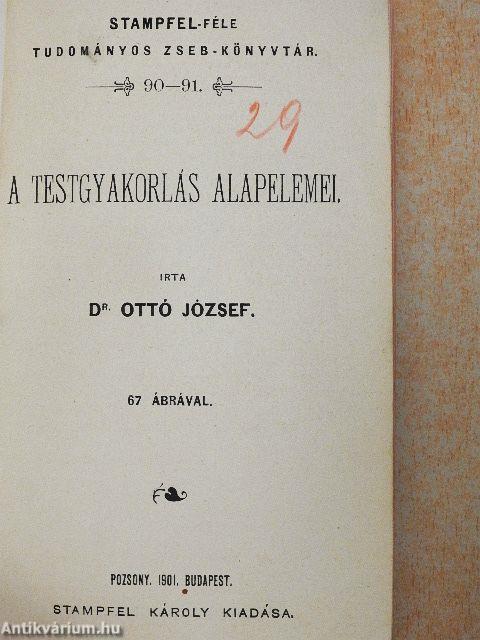 STAMPFEL-FÉLE
TUDOMÁNYOS ZSEB-KÖNYVTÁR.
90—91.
29
A TESTGYAKORLÁS ALAPELEMEI.
IRTA
DR. OTTÓ JÓZSEF.
67 ÁBRÁVAL.
POZSONY. 1901. BUDAPEST.
STAMPFEL KÁROLY KIADÁSA.
Antikvárium.hu